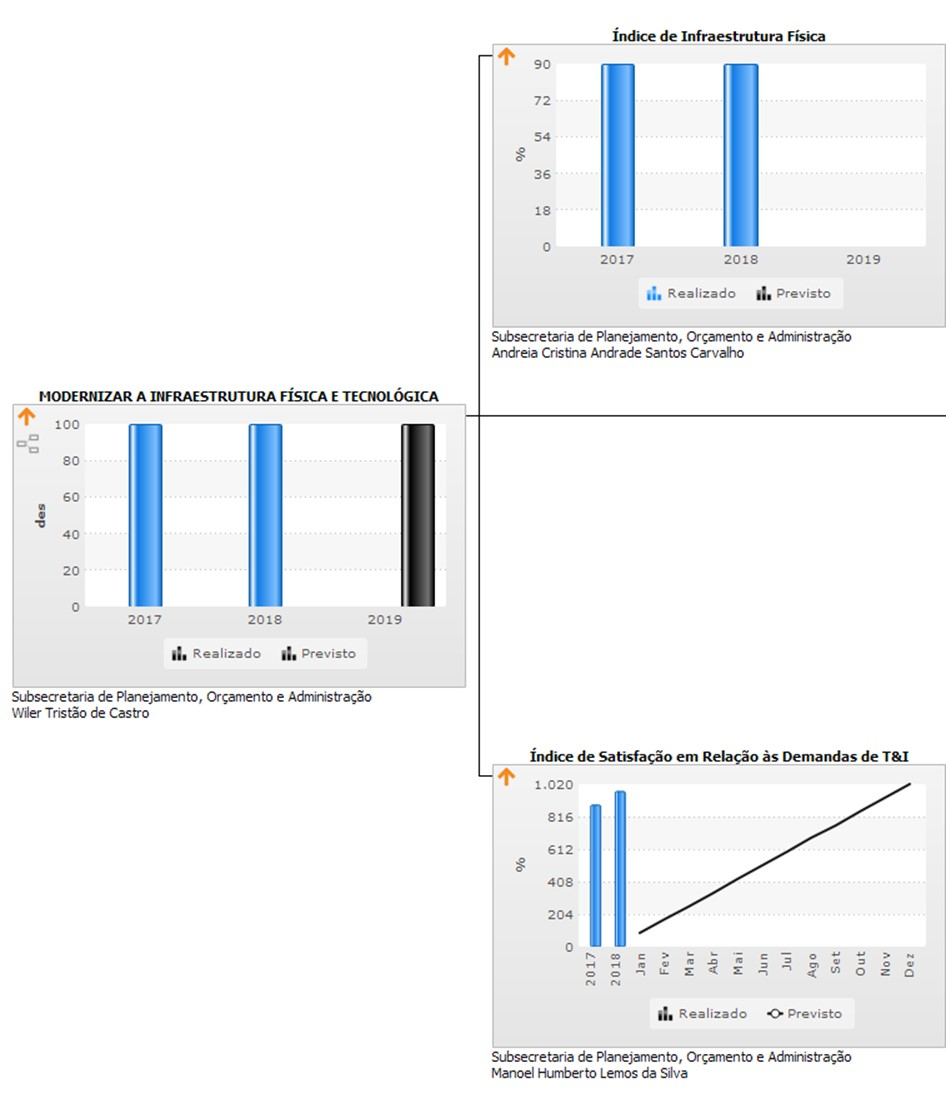 Índice de Infraestrutura Física
90
72
54
36
18
0
%
2017 2018 2019
Realizado Previsto
Subsecretaria de Planejamento, Orçamento e Administração
Andreia Cristina Andrade Santos Carvalho
MODERNIZAR A INFRAESTRUTURA FÍSICA E TECNOLÓGICA
100
80
60
40
20
0
des
2017 2018 2019
Realizado Previsto
Subsecretaria de Planejamento, Orçamento e Administração
Wiler Tristão de Castro
Índice de Satisfação em Relação às Demandas de T&I
1.020
816
612
408
204
0
%
2017 2018 Jan Fev Mar Abr Mai Jun Jul Ago Set Out Nov Dez
Realizado Previsto
Subsecretaria de Planejamento, Orçamento e Administração
Manoel Humberto Lemos da Silva